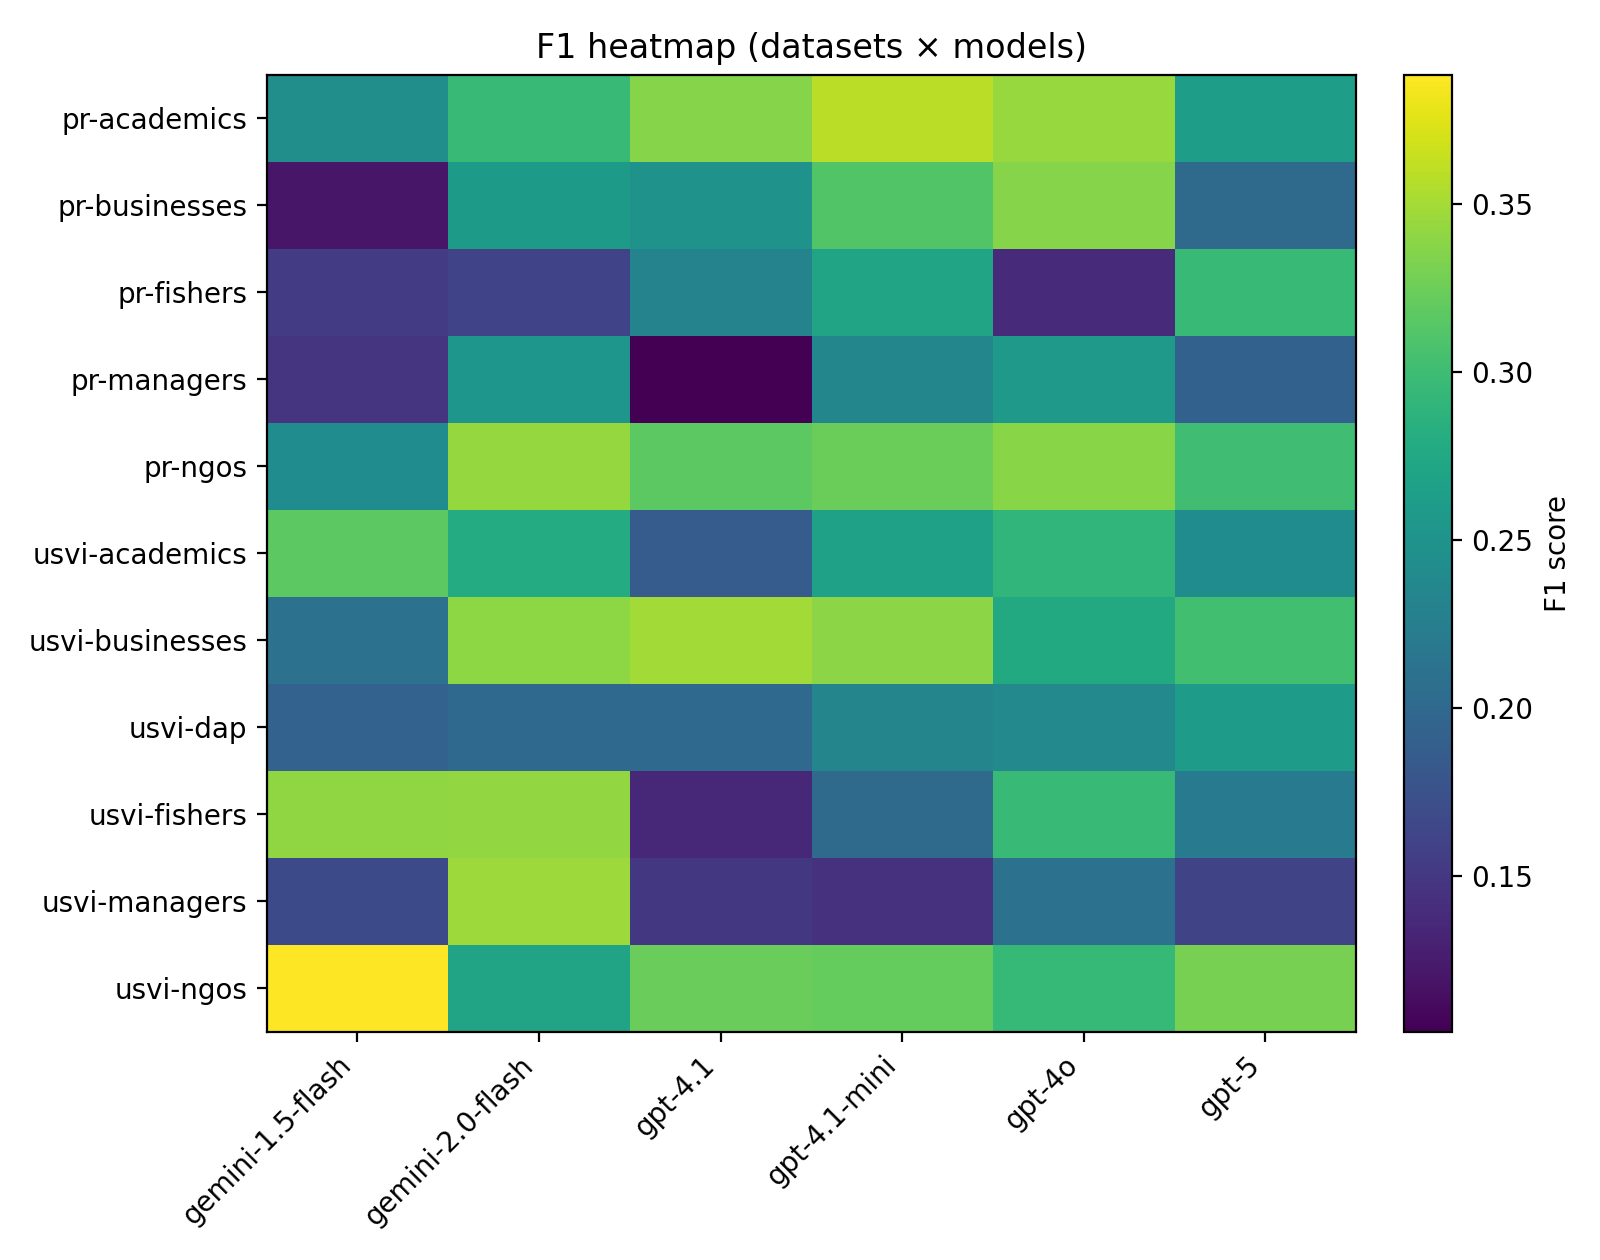 F1 heatmap (datasets × models)
pr-academics
pr-businesses
pr-fishers
pr-managers
pr-ngos
usvi-academics
usvi-businesses
usvi-dap
usvi-fishers
usvi-managers
usvi-ngos
gemini-1.5-flash
gemini-2.0-flash
gpt-4.1
gpt-4.1-mini
gpt-4o
gpt-5
0.35
0.30
0.25
0.20
0.15
F1 score